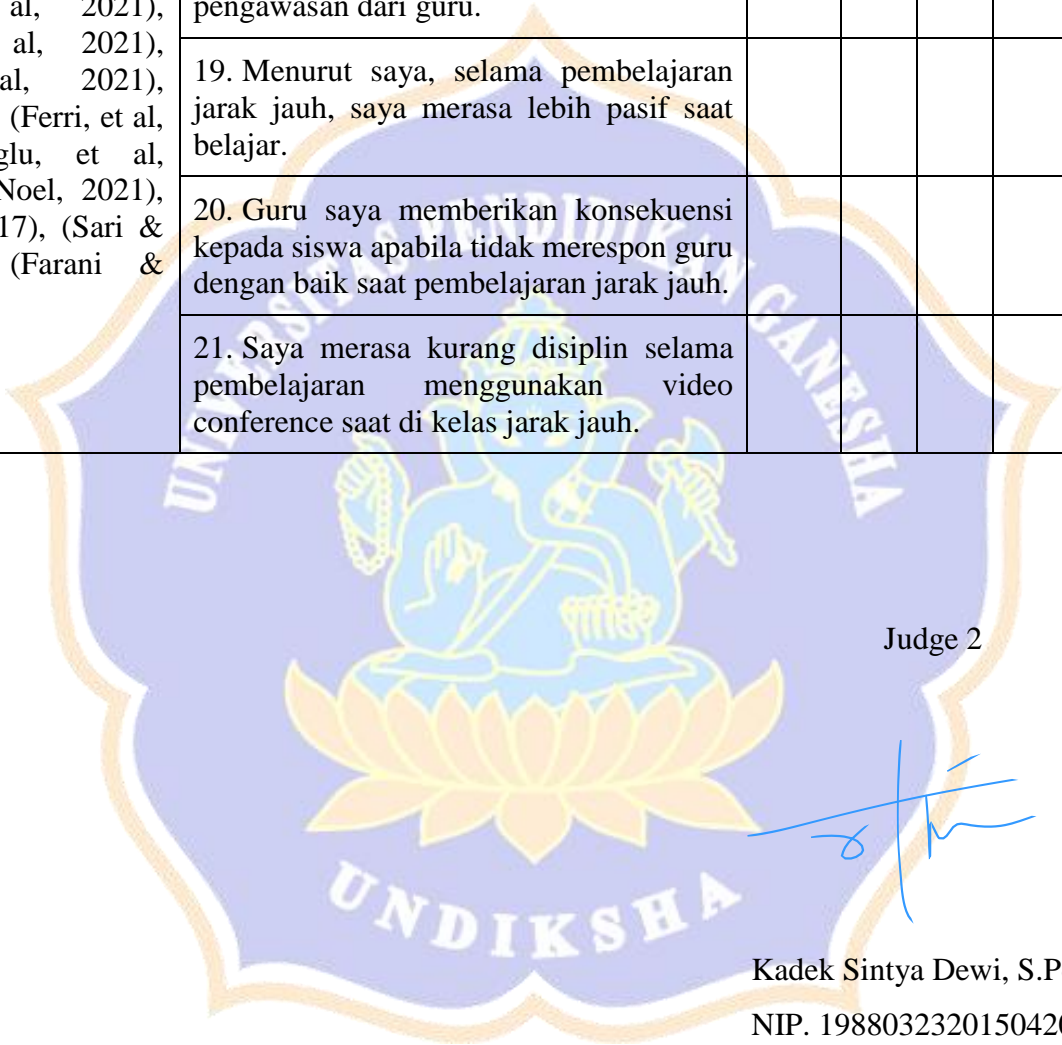 al, 2021),
al, 2021),
al, 2021),
(Ferri, et al,
glu, et al,
Noel, 2021),
17), (Sari &
(Farani &
pengawasan dari guru.
19. Menurut saya, selama pembelajaran
jarak jauh, saya merasa lebih pasif saat
belajar.
20. Guru saya memberikan konsekuensi
kepada siswa apabila tidak merespon guru
dengan baik saat pembelajaran jarak jauh.
21. Saya merasa kurang disiplin selama
pembelajaran menggunakan video
conference saat di kelas jarak jauh.
UNIVERSITAS PENDIDIKAN GANESHA
UNDIKSHA
Judge 2
Kadek Sintya Dewi, S.P
NIP. 198803232015042